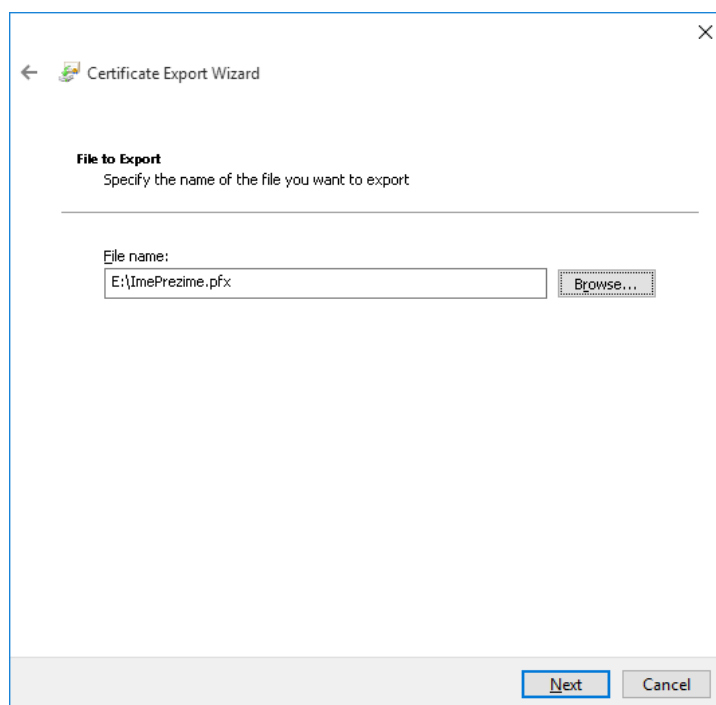 Certificate Export Wizard
File to Export
Specify the name of the file you want to export
File name:
E:\ImePrezime.pfx
Browse...
Next
Cancel